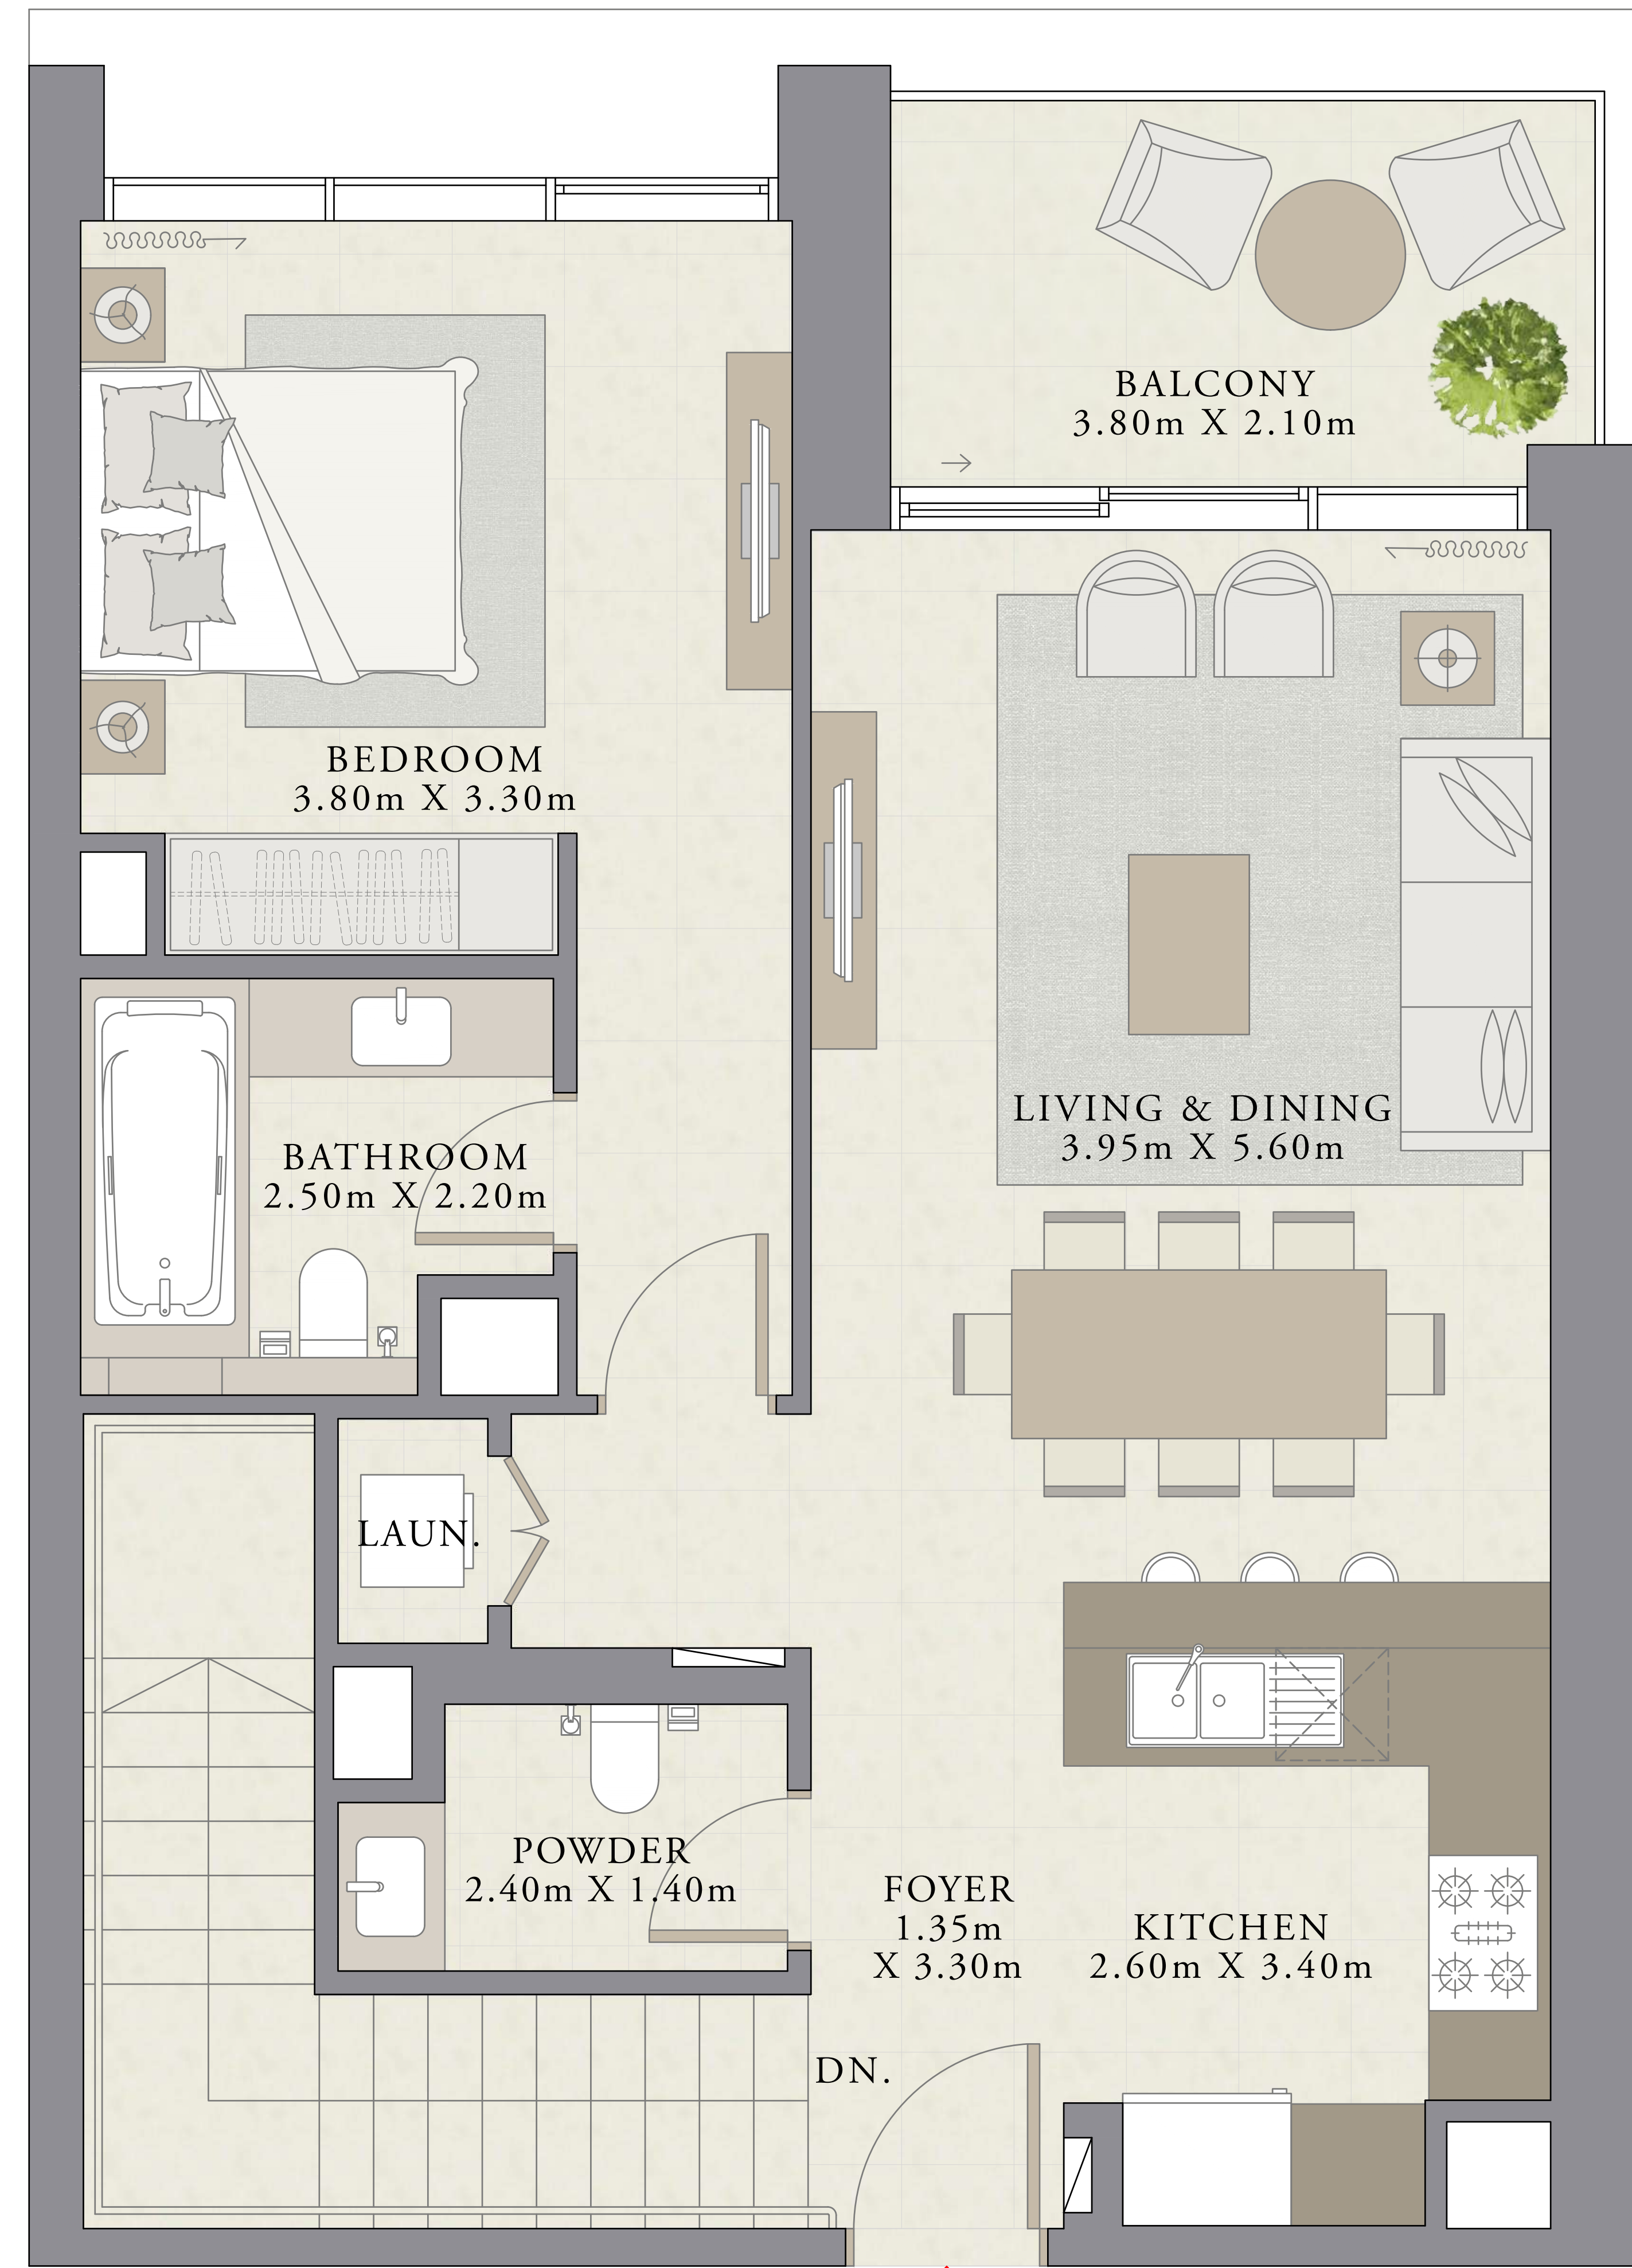 BALCONY
3.80m X 2.10m
BEDROOM
3.80m X 3.30m
LIVING & DINING
3.95m X 5.60m
BATHROOM
2.50m X 2.20m
LAUN.
POWDER
2.40m X 1.40m
FOYER
1.35m
X 3.30m
KITCHEN
2.60m X 3.40m
DN.